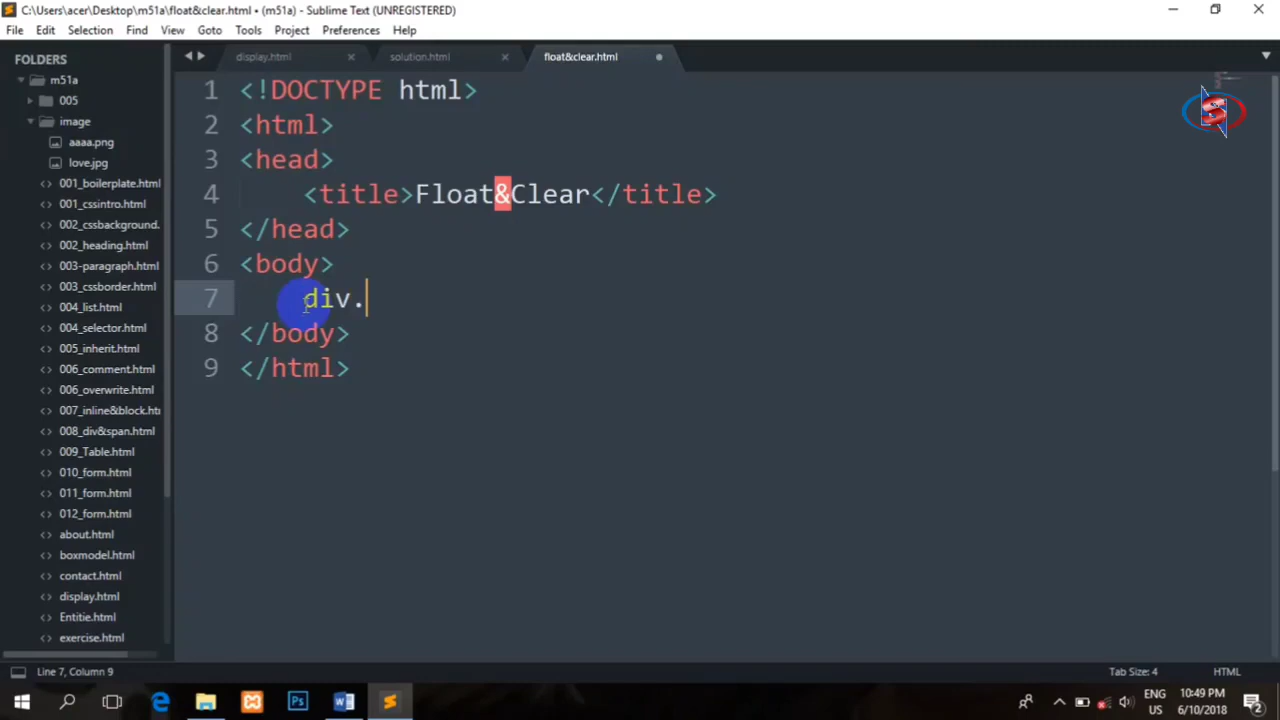 C:\Users\acer\Desktop\m51a\float&clear.html • (m51a) - Sublime Text (UNREGISTERED)
File Edit Selection Find View Goto Tools Project Preferences Help
FOLDERS
m51a
005
image
aaaa.png
love.jpg
001_boilerplate.html
001_cssintro.html
002_cssbackground.
002_heading.html
003-paragraph.html
003_cssborder.html
004_list.html
004_selector.html
005_inherit.html
006_comment.html
006_overwrite.html
007_inline&block.ht
008_div&span.html
009_Table.html
010_form.html
011_form.html
012_form.html
about.html
boxmodel.html
contact.html
display.html
Entitie.html
exercise.html
display.html solution.html float&clear.html
1 <!DOCTYPE html>
2 <html>
3 <head>
4 <title>Float&Clear</title>
5 </head>
6 <body>
7 div.
8 </body>
9 </html>
Line 7, Column 9 Tab Size: 4 HTML
ENG 10:49 PM
US 6/10/2018
2